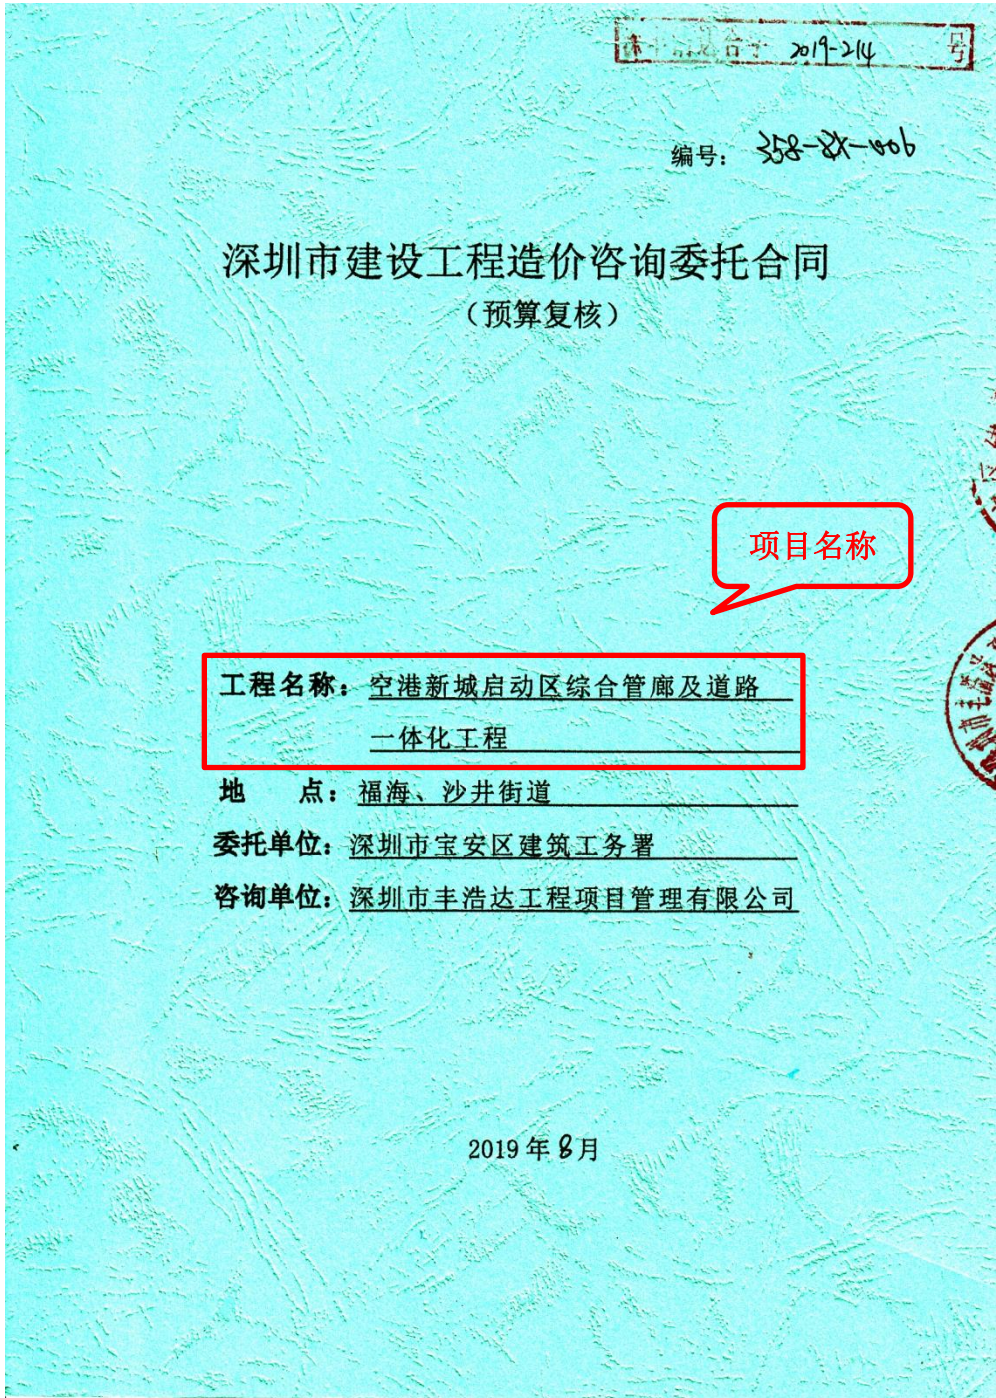 2019-214 号
编号： 358-8X-006
深圳市建设工程造价咨询委托合同
（预算复核）
项目名称
工程名称：空港新城启动区综合管廊及道路
一体化工程
地 点：福海、沙井街道
委托单位：深圳市宝安区建筑工务署
咨询单位：深圳市丰浩达工程项目管理有限公司
2019年8月